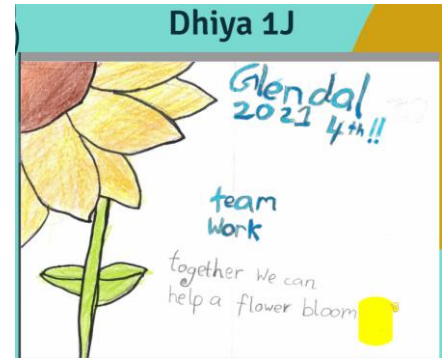 Dhiya 1J
Glendal
2021 4th!!
team
work
together we can
help a flower bloom